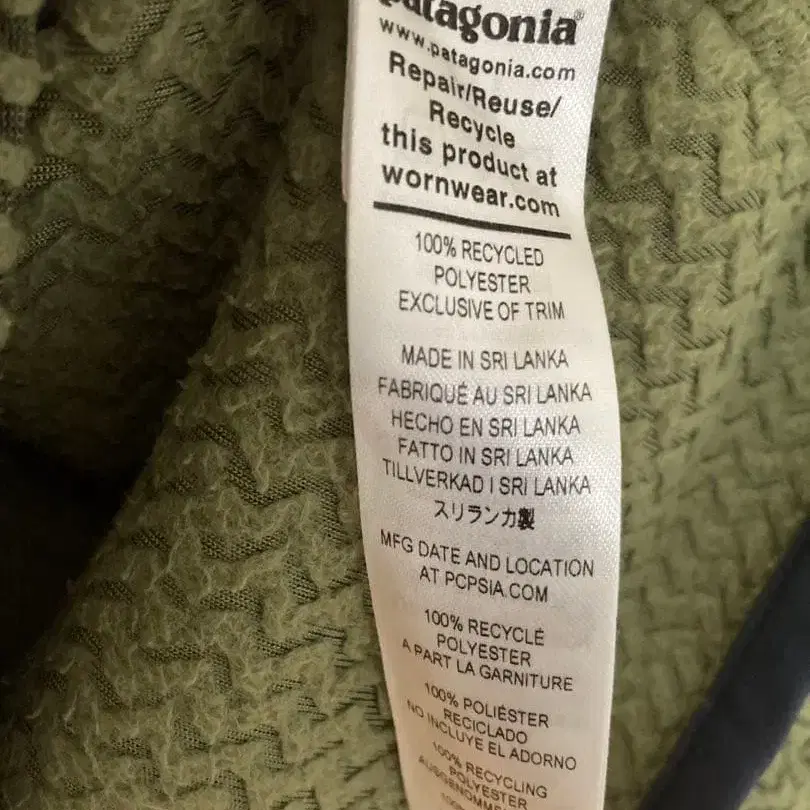 patagonia®
www.patagonia.com
Repair/Reuse/
Recycle
this product at
wornwear.com
100% RECYCLED
POLYESTER
EXCLUSIVE OF TRIM
MADE IN SRI LANKA
FABRIQUÉ AU SRI LANKA
HECHO EN SRI LANKA
FATTO IN SRI LANKA
TILLVERKAD I SRI LANKA
スリランカ製
MFG DATE AND LOCATION
AT PCPSIA.COM
100% RECYCLÉ
POLYESTER
A PART LA GARNITURE
100% POLIÉSTER
RECICLADO
NO INCLUYE EL ADORNO
100% RECYCLING
POLYESTER